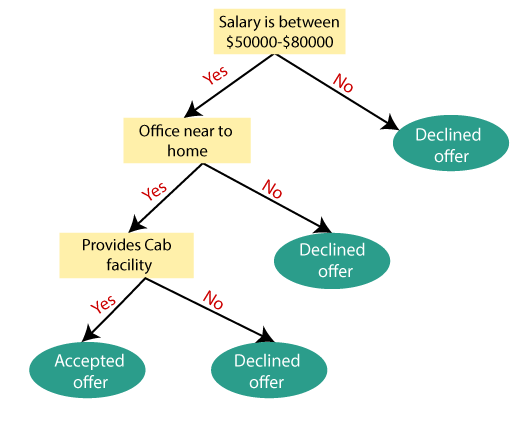 Salary is between
$50000-$80000
Yes
No
Office near to
home
Declined
offer
Yes
No
Provides Cab
facility
Declined
offer
Yes
No
Accepted
offer
Declined
offer